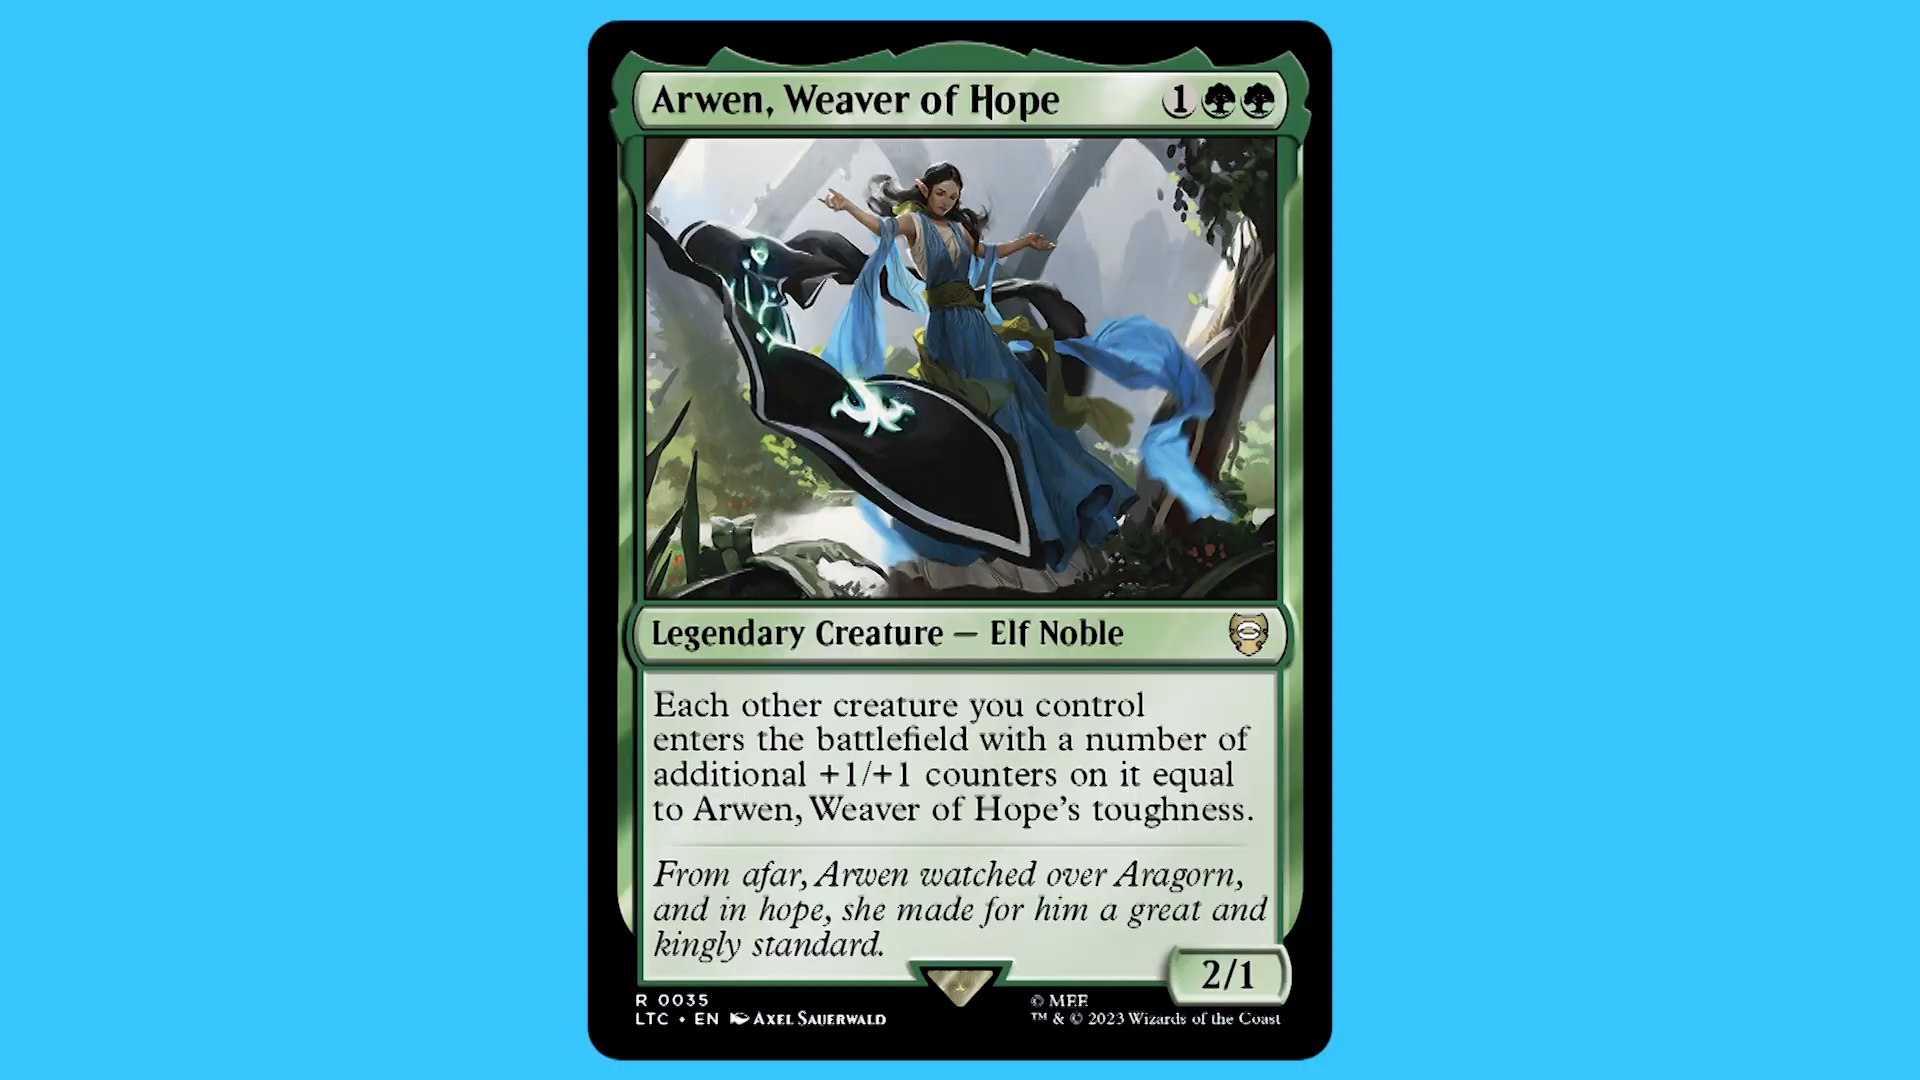 Arwen, Weaver of Hope 1
Legendary Creature — Elf Noble
Each other creature you control
enters the battlefield with a number of
additional +1/+1 counters on it equal
to Arwen, Weaver of Hope's toughness.
From afar, Arwen watched over Aragorn,
and in hope, she made for him a great and
kingly standard.
2/1
R 0035
LTC • EN Axel Sauerwald
© MEE
™ & © 2023 Wizards of the Coast